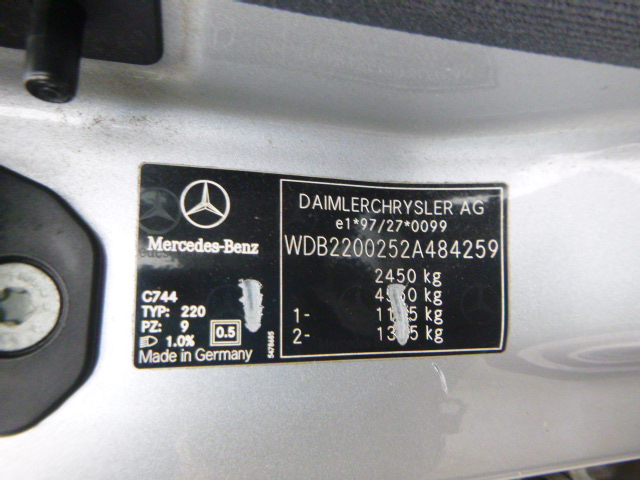 Mercedes-Benz
C744
TYP: 220
PZ: 9
1.0%
0.5
Made in Germany
DAIMLERCHRYSLER AG
e1*97/27*0099
WDB2200252A484259
2450 kg
kg
1- kg
2- kg